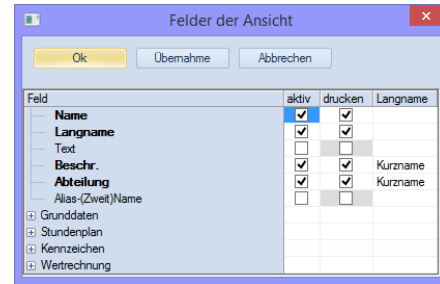 Felder der Ansicht
Ok Übernahme Abbrechen
Feld aktiv drucken Langname
Name
Langname
Text
Beschr. Kurzname
Abteilung Kurzname
Alias-(Zweit)Name
Grunddaten
Stundenplan
Kennzeichen
Wertrechnung